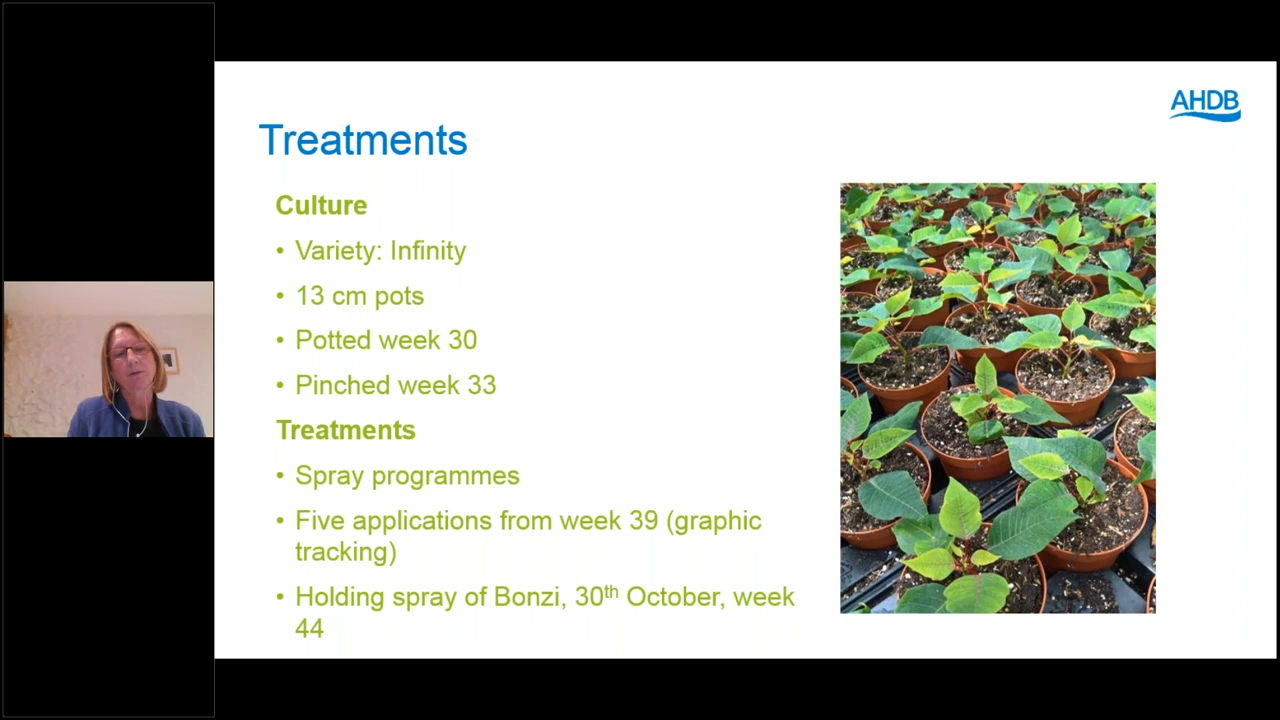 AHDB
Treatments
Culture
• Variety: Infinity
• 13 cm pots
• Potted week 30
• Pinched week 33
Treatments
• Spray programmes
• Five applications from week 39 (graphic
tracking)
• Holding spray of Bonzi, 30th October, week
44